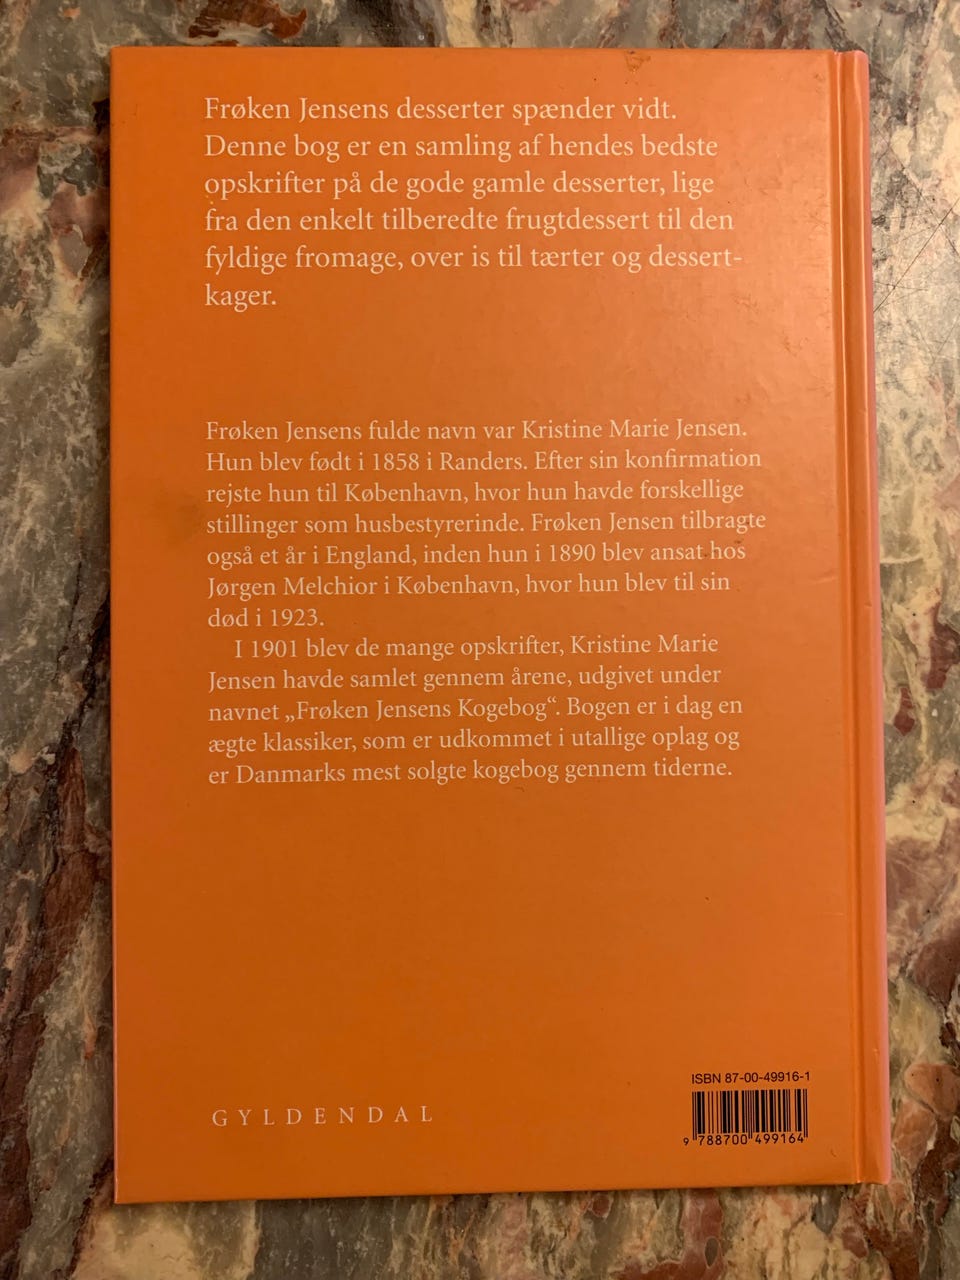 Frøken Jensens desserter spænder vidt.
Denne bog er en samling af hendes bedste
opskrifter på de gode gamle desserter, lige
fra den enkelt tilberedte frugtdessert til den
fyldige fromage, over is til tærter og dessert-
kager.
Frøken Jensens fulde navn var Kristine Marie Jensen.
Hun blev født i 1858 i Randers. Efter sin konfirmation
rejste hun til København, hvor hun havde forskellige
stillinger som husbestyrerinde. Frøken Jensen tilbragte
også et år i England, inden hun i 1890 blev ansat hos
Jørgen Melchior i København, hvor hun blev til sin
død i 1923.
I 1901 blev de mange opskrifter, Kristine Marie
Jensen havde samlet gennem årene, udgivet under
navnet „Frøken Jensens Kogebog“. Bogen er i dag en
ægte klassiker, som er udkommet i utallige oplag og
er Danmarks mest solgte kogebog gennem tiderne.
GYLDENDAL
ISBN 87-00-49916-1
9 788700 499164